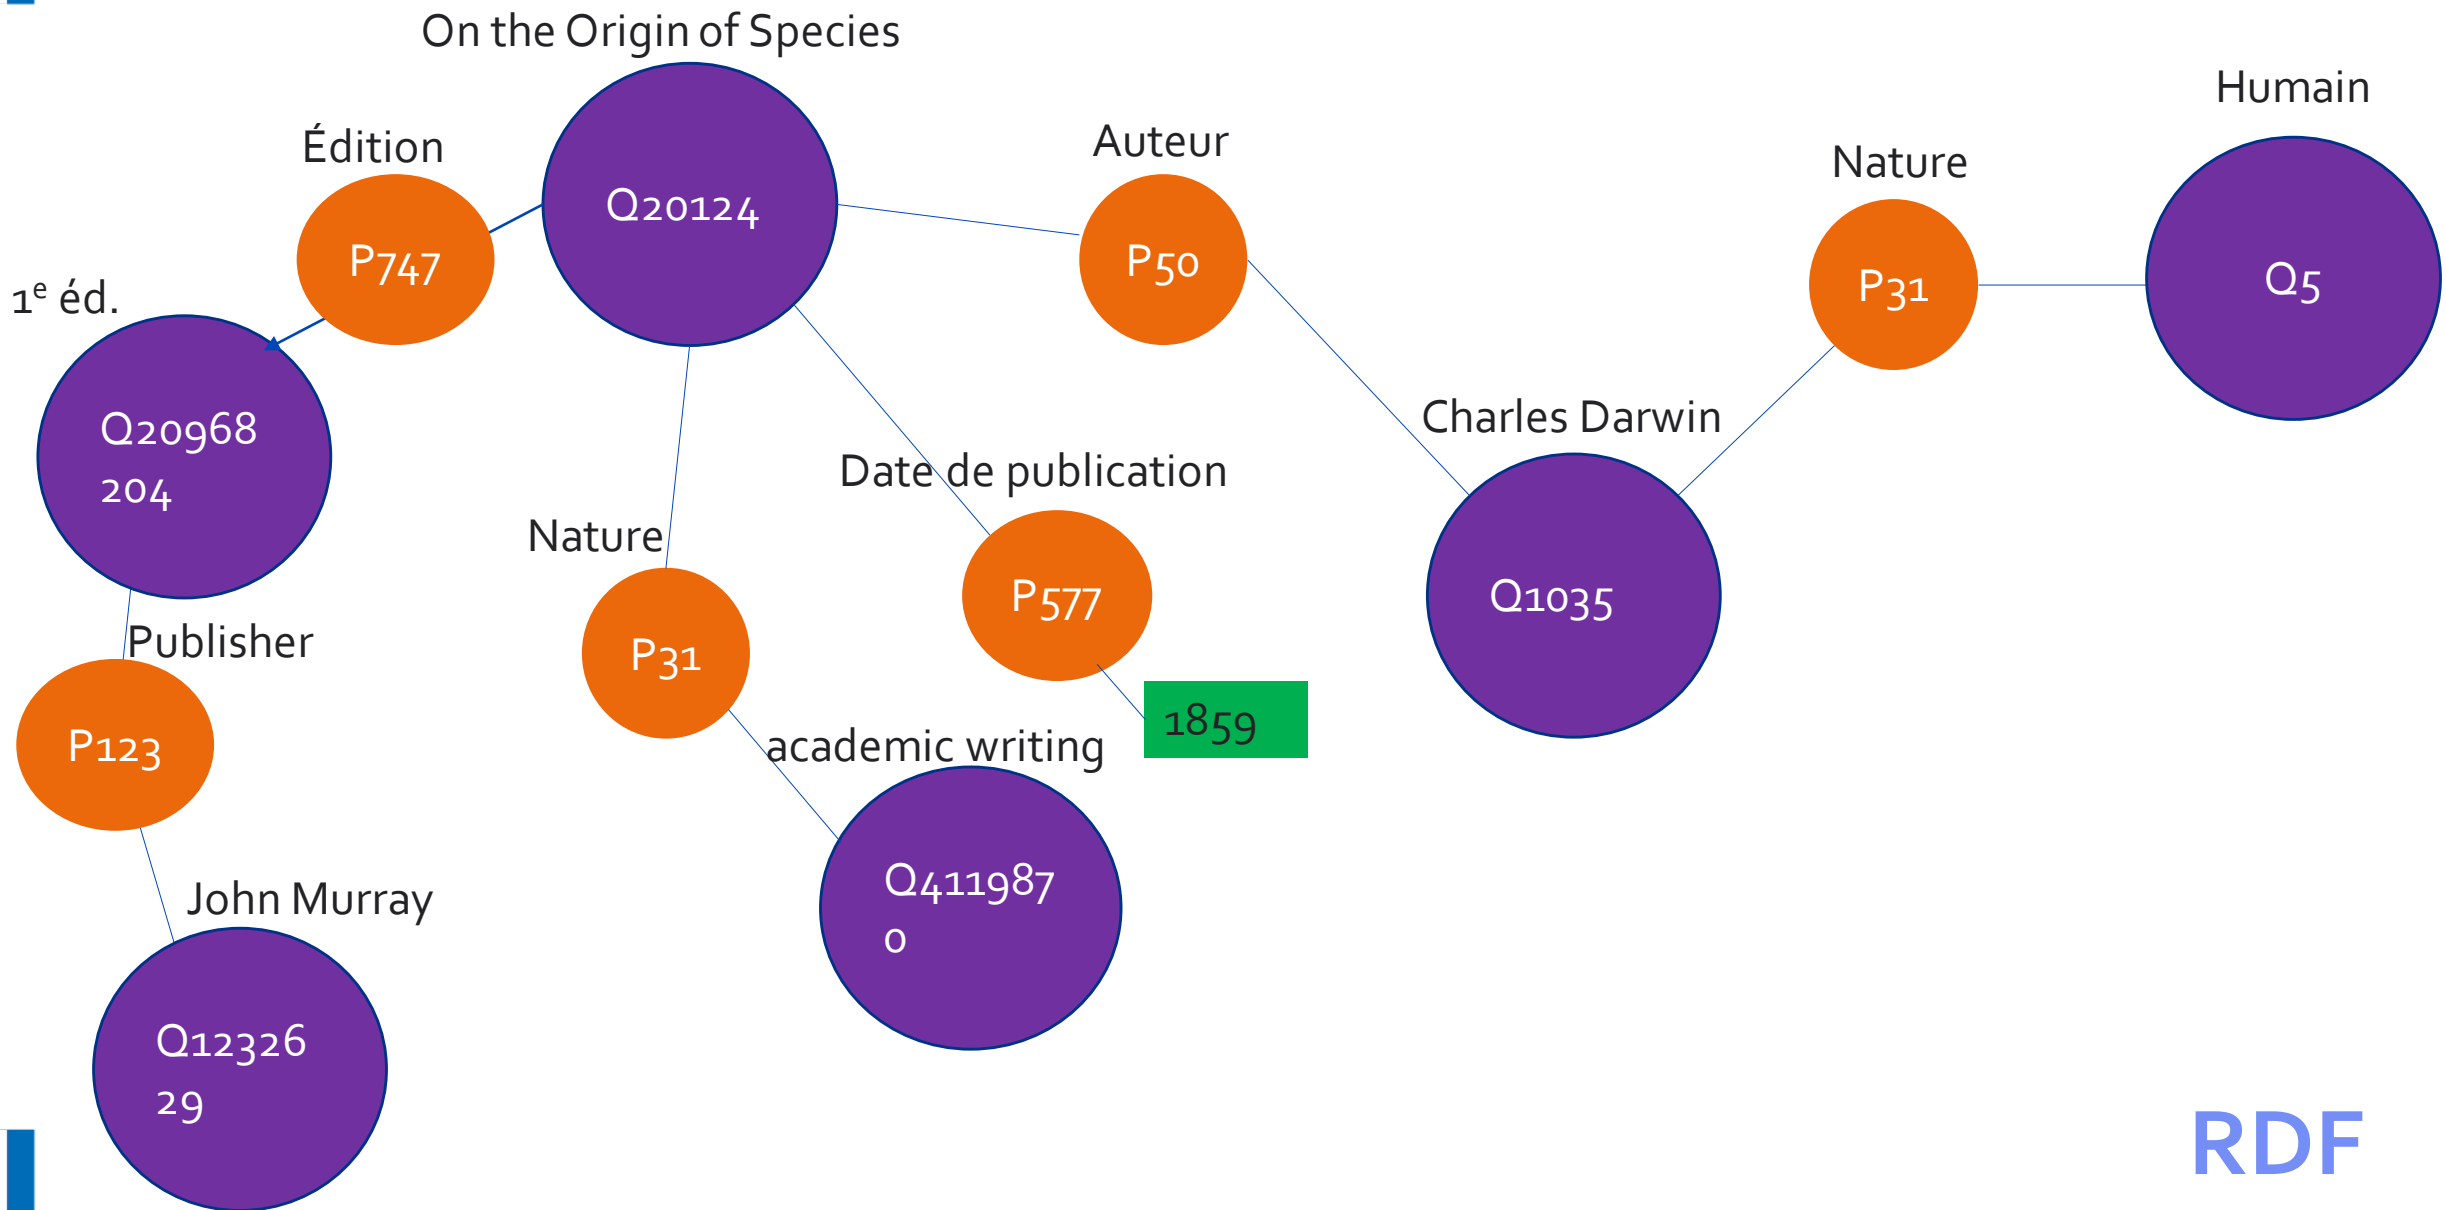 On the Origin of Species
Humain
Édition
Auteur
Nature
Q20124
P747
P50
P31
Q5
1e éd.
Q20968
204
Charles Darwin
Date de publication
Nature
P577
Q1035
Publisher
P31
P123
1859
academic writing
John Murray
Q411987
0
Q12326
29
RDF